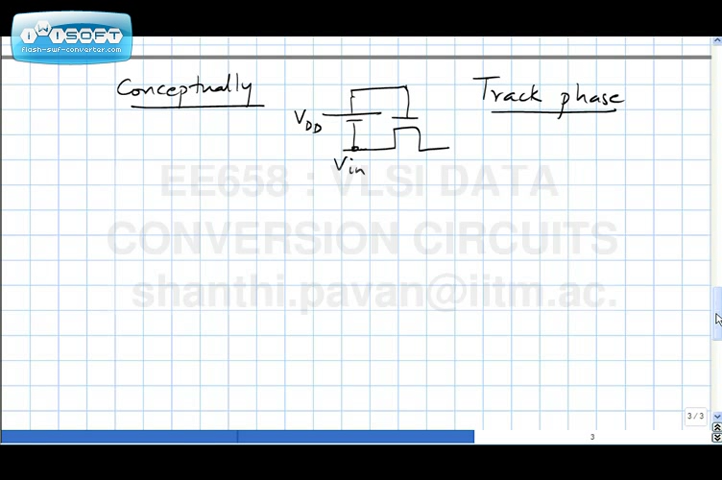 iWiSOFT
flash-swf-converter.com
Conceptually
Track phase
VDD
Vin
EE658 : VLSI DATA
CONVERSION CIRCUITS
shanthi.pavan@iitm.ac.
3 / 3
3